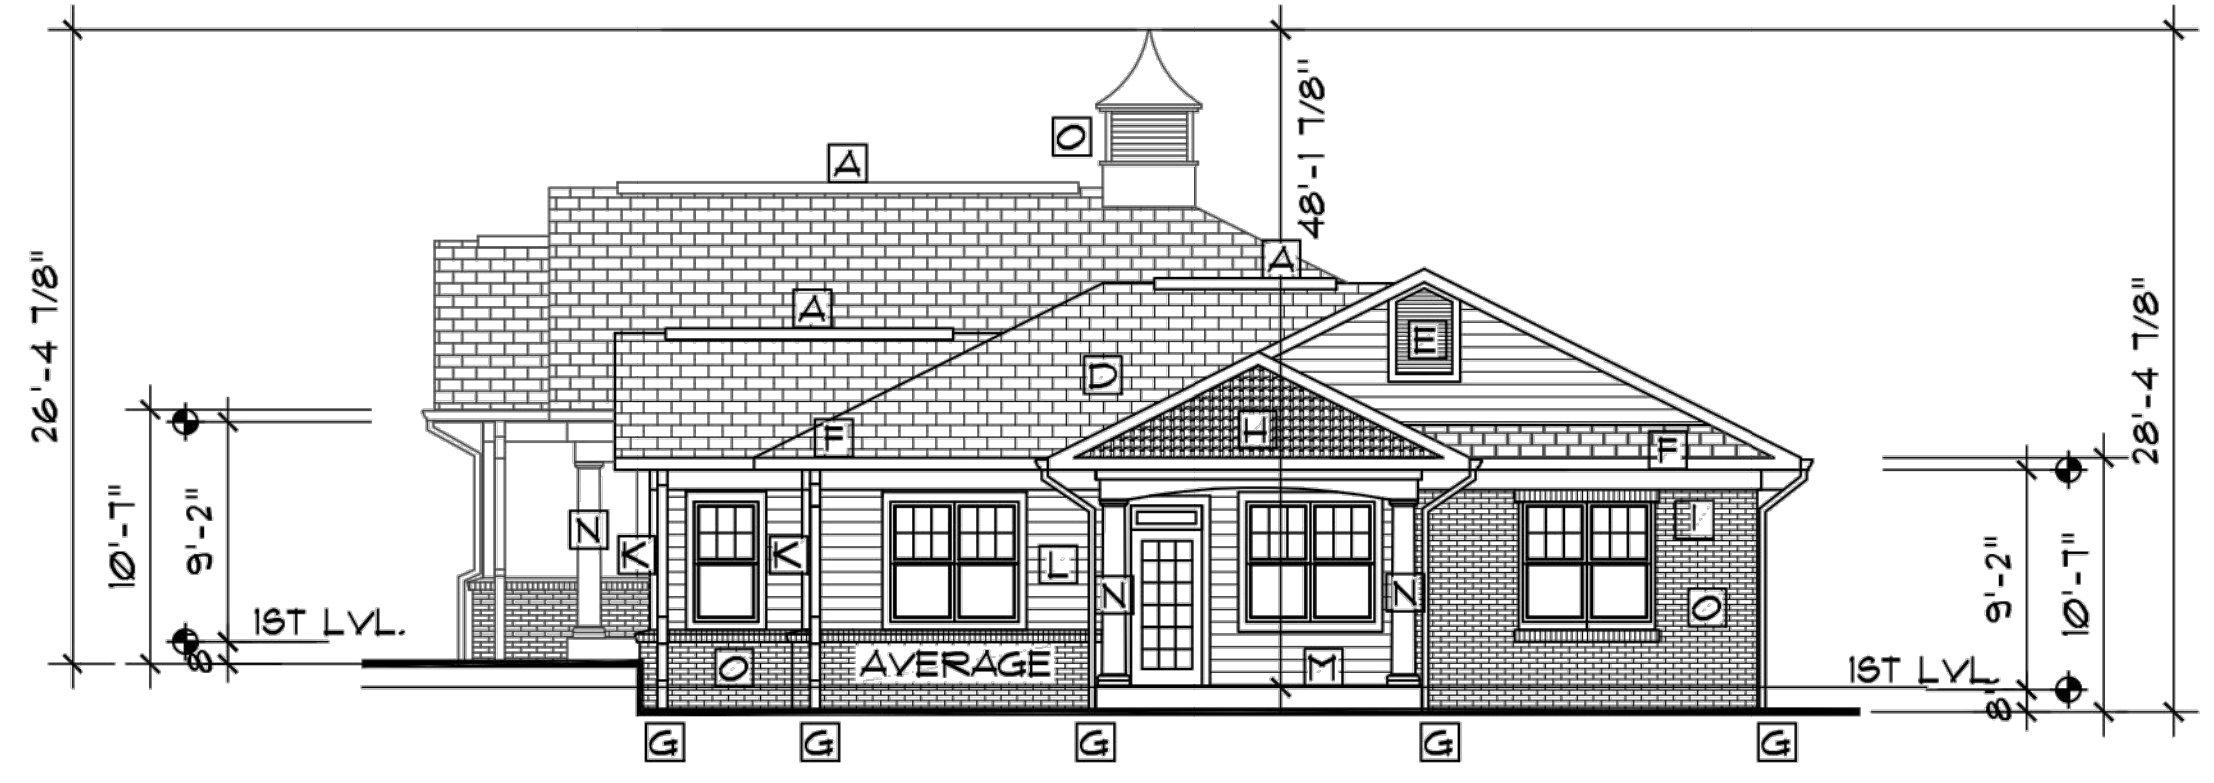 48'-1 7/8"
O
A
A
26'-4 7/8"
A
E
28'-4 7/8"
D
H
F
F
10'-7"
9'-2"
N
K
K
L
N
N
I
O
9'-2"
10'-7"
1ST LVL.
8"
O
AVERAGE
M
1ST LVL.
8"
G
G
G
G
G